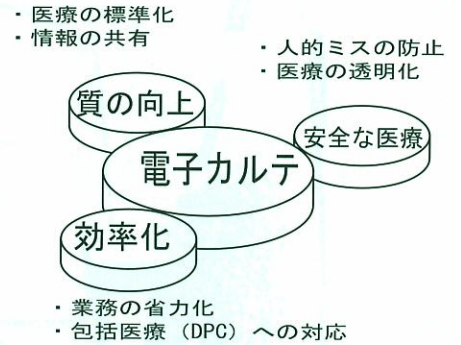 ・医療の標準化
・情報の共有
・人的ミスの防止
・医療の透明化
質の向上
安全な医療
電子カルテ
効率化
・業務の省力化
・包括医療（DPC）への対応